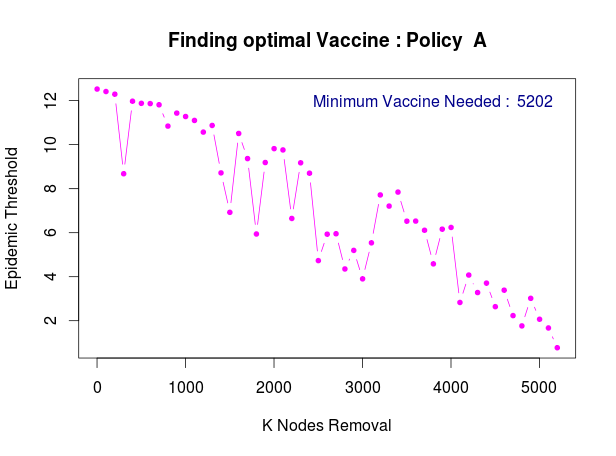 Finding optimal Vaccine : Policy  A
Minimum Vaccine Needed :  5202
Epidemic Threshold
12
10
8
6
4
2
0 1000 2000 3000 4000 5000
K Nodes Removal